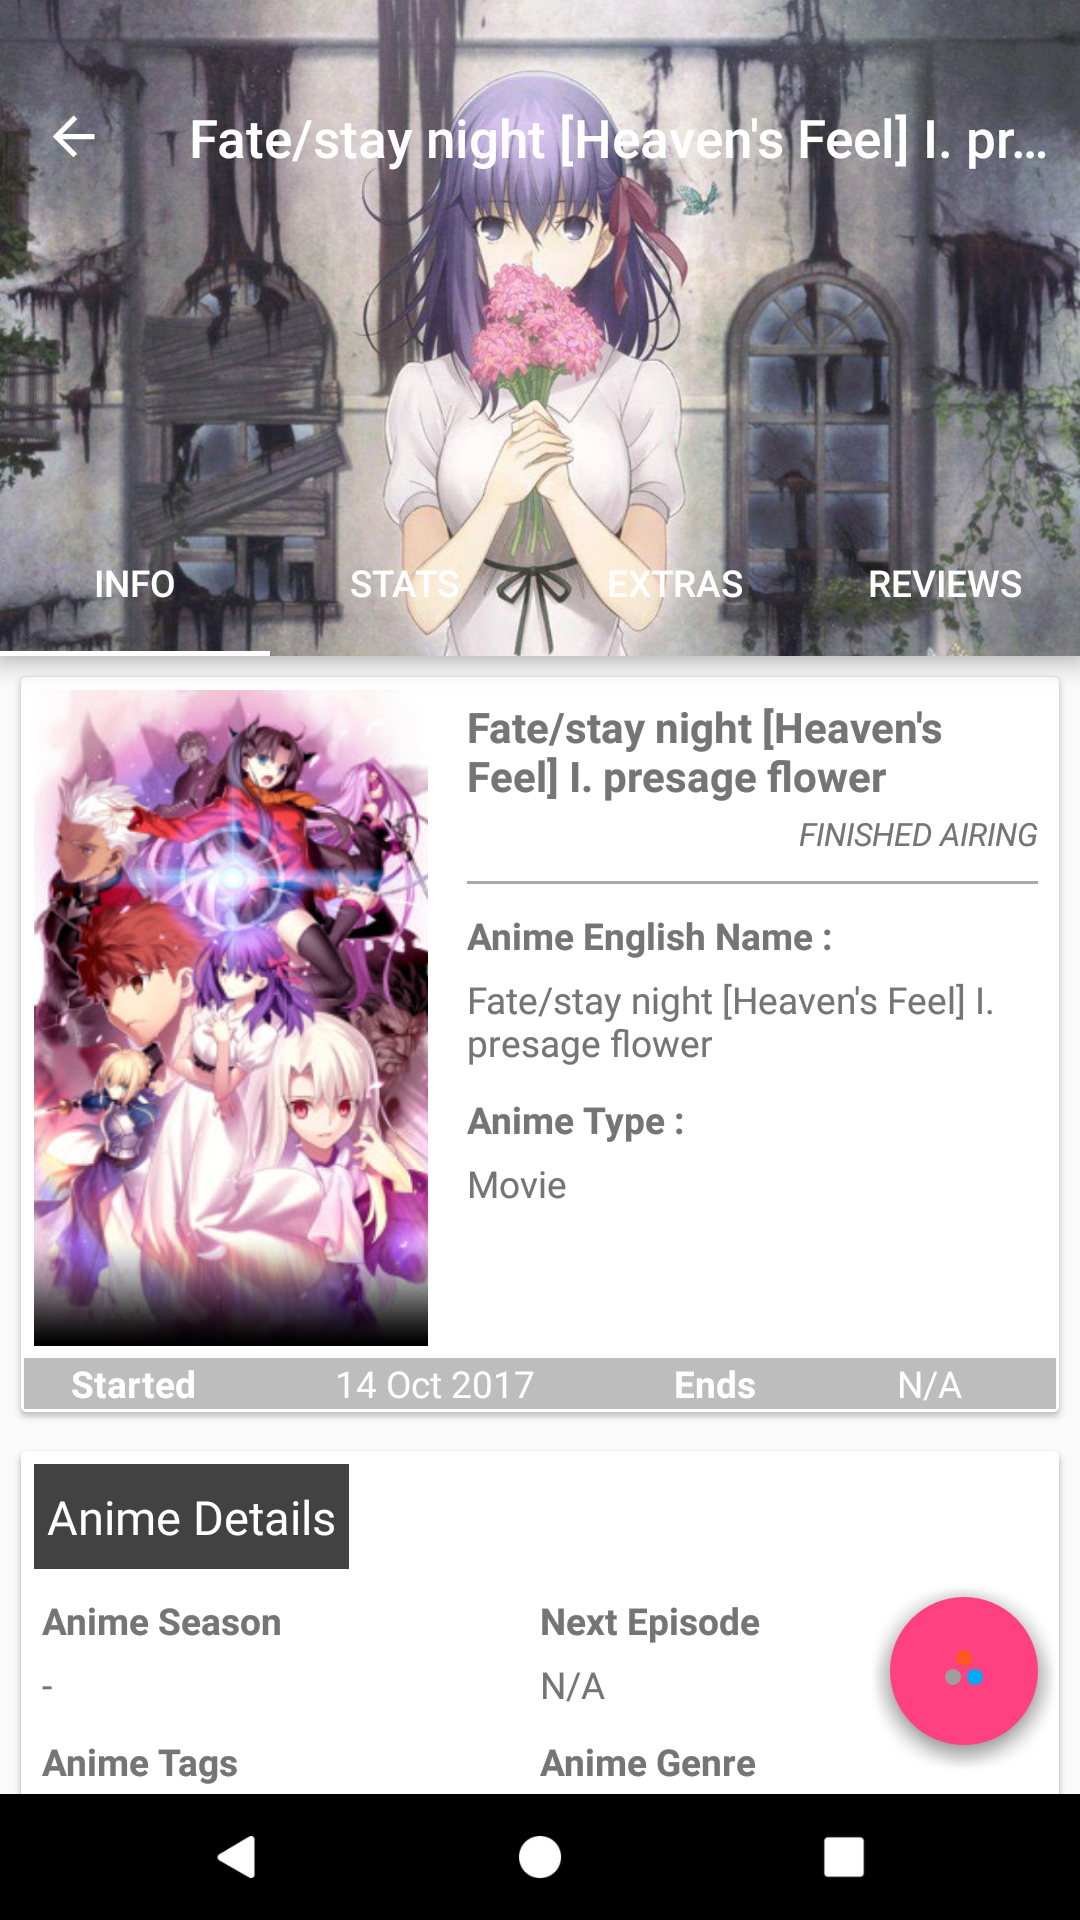 Fate/stay night [Heaven's Feel] I. pr...
INFO STATS EXTRAS REVIEWS
Fate/stay night [Heaven's
Feel] I. presage flower
FINISHED AIRING
Anime English Name :
Fate/stay night [Heaven's Feel] I.
presage flower
Anime Type :
Movie
Started 14 Oct 2017 Ends N/A
Anime Details
Anime Season Next Episode
- N/A
Anime Tags Anime Genre